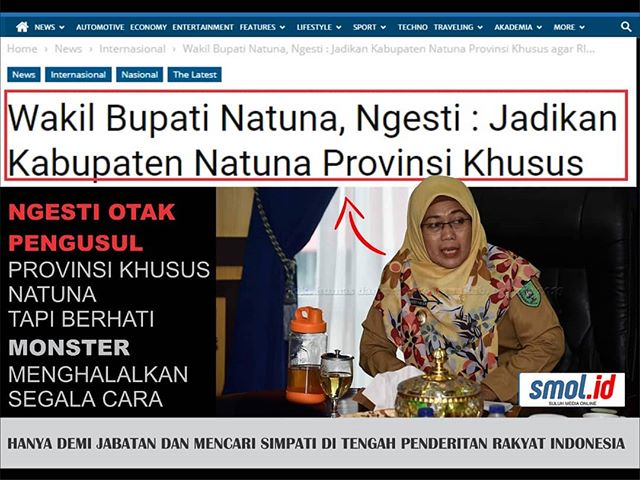 NEWS AUTOMOTIVE ECONOMY ENTERTAINMENT FEATURES LIFESTYLE SPORT TECHNO TRAVELING AKADEMIA MORE
Home › News › Internasional › Wakil Bupati Natuna, Ngesti : Jadikan Kabupaten Natuna Provinsi Khusus agar RI...
News Internasional Nasional The Latest
Wakil Bupati Natuna, Ngesti : Jadikan
Kabupaten Natuna Provinsi Khusus
NGESTI OTAK
PENGUSUL
PROVINSI KHUSUS
NATUNA
TAPI BERHATI
MONSTER
MENGHALALKAN
SEGALA CARA
smol.id
SULUH MEDIA ONLINE
HANYA DEMI JABATAN DAN MENCARI SIMPATI DI TENGAH PENDERITAN RAKYAT INDONESIA